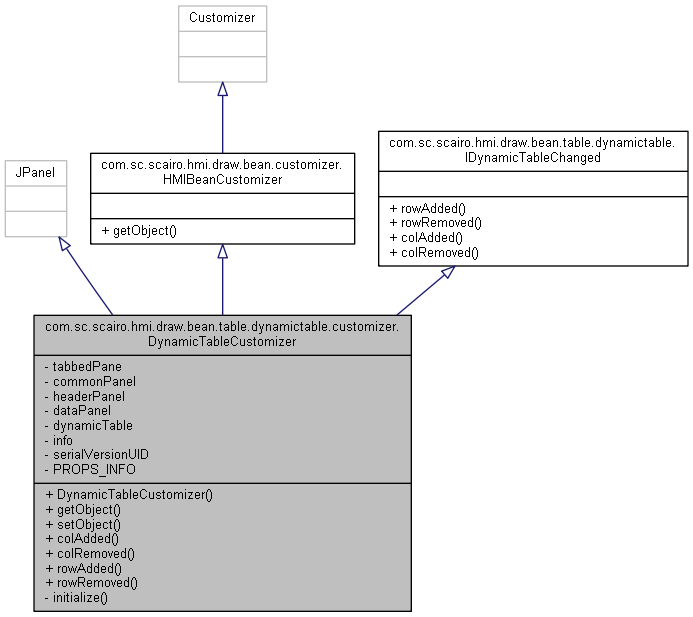 Customizer
JPanel
com.sc.scairo.hmi.draw.bean.customizer.
HMIBeanCustomizer
+ getObject()
com.sc.scairo.hmi.draw.bean.table.dynamictable.
IDynamicTableChanged
+ rowAdded()
+ rowRemoved()
+ colAdded()
+ colRemoved()
com.sc.scairo.hmi.draw.bean.table.dynamictable.customizer.
DynamicTableCustomizer
- tabbedPane
- commonPanel
- headerPanel
- dataPanel
- dynamicTable
- info
- serialVersionUID
- PROPS_INFO
+ DynamicTableCustomizer()
+ getObject()
+ setObject()
+ colAdded()
+ colRemoved()
+ rowAdded()
+ rowRemoved()
- initialize()